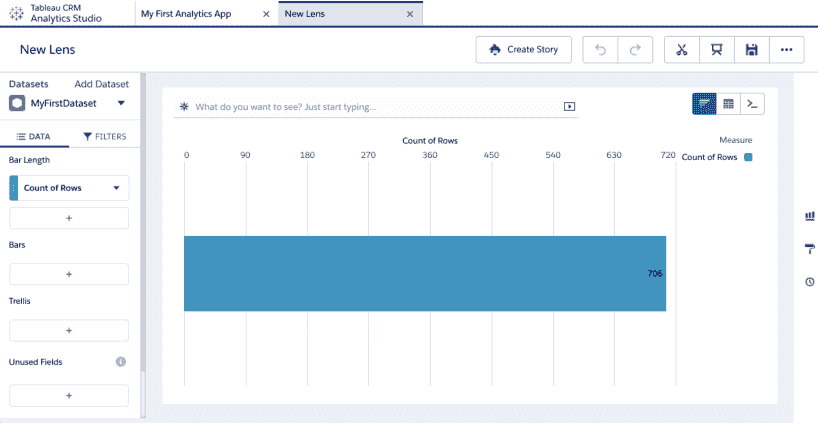 Tableau CRM
Analytics Studio
My First Analytics App
New Lens
New Lens
Create Story
Datasets
Add Dataset
MyFirstDataset
DATA
FILTERS
Bar Length
Count of Rows
+
Bars
+
Trellis
+
Unused Fields
+
What do you want to see? Just start typing...
Count of Rows
0 90 180 270 360 450 540 630 720
706
Measure
Count of Rows